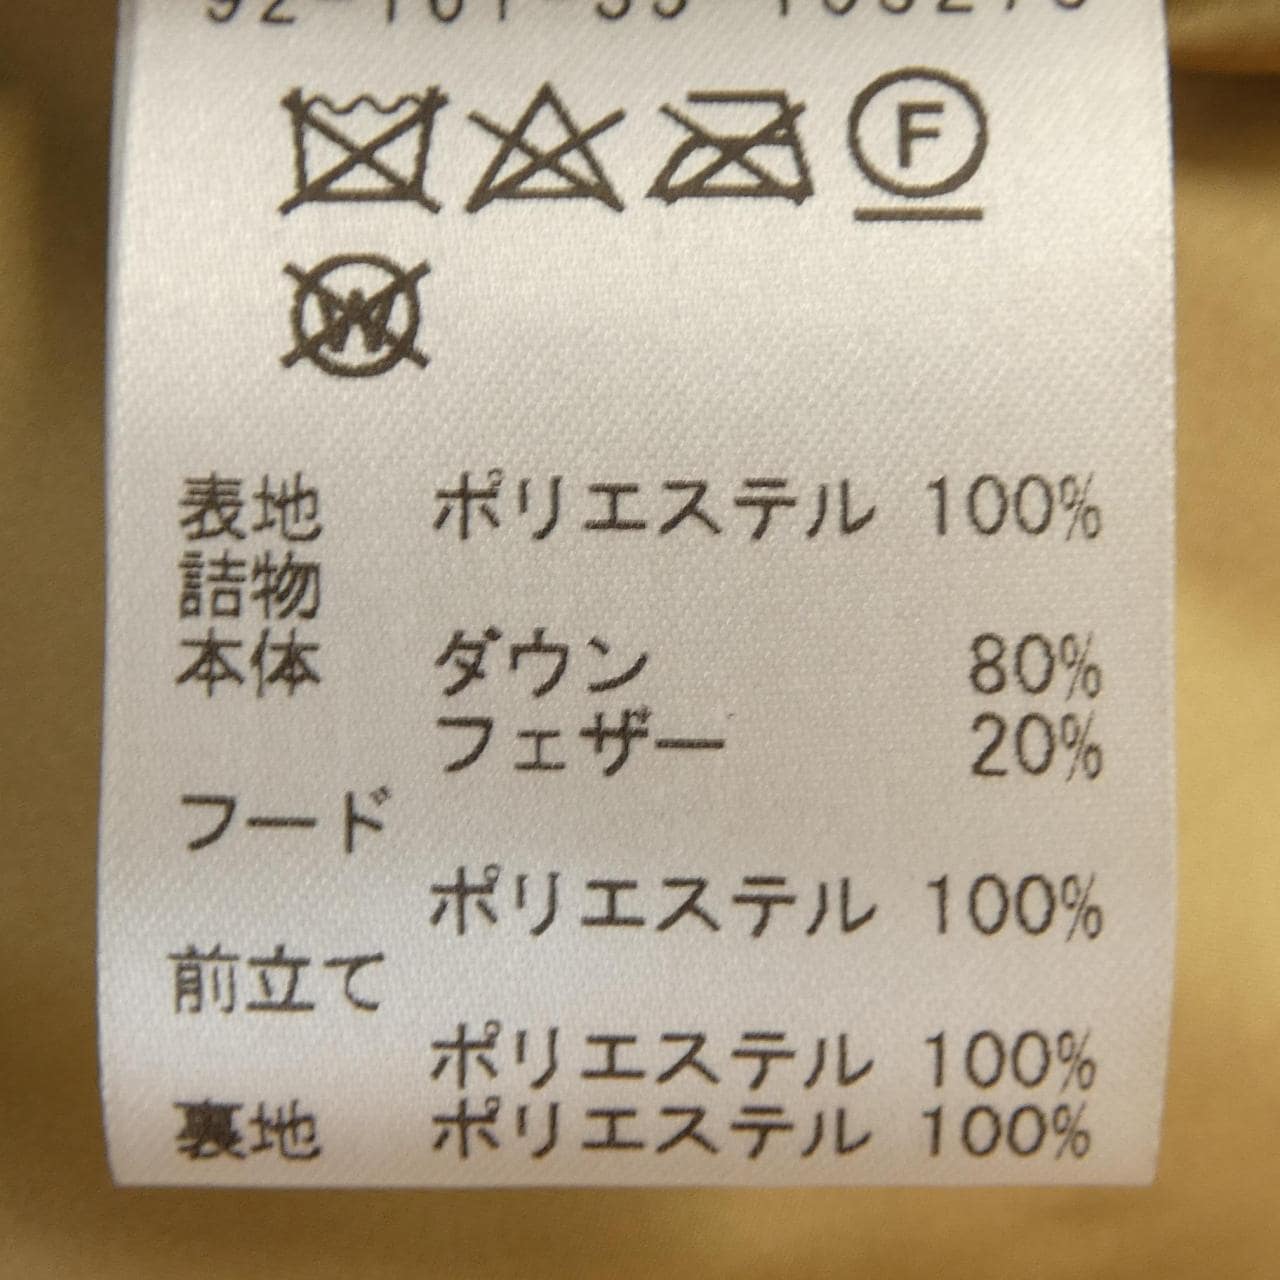 F
W
表地 ポリエステル 100%
詰物
本体 ダウン 80%
フェザー 20%
フード
ポリエステル 100%
前立て
ポリエステル 100%
裏地 ポリエステル 100%